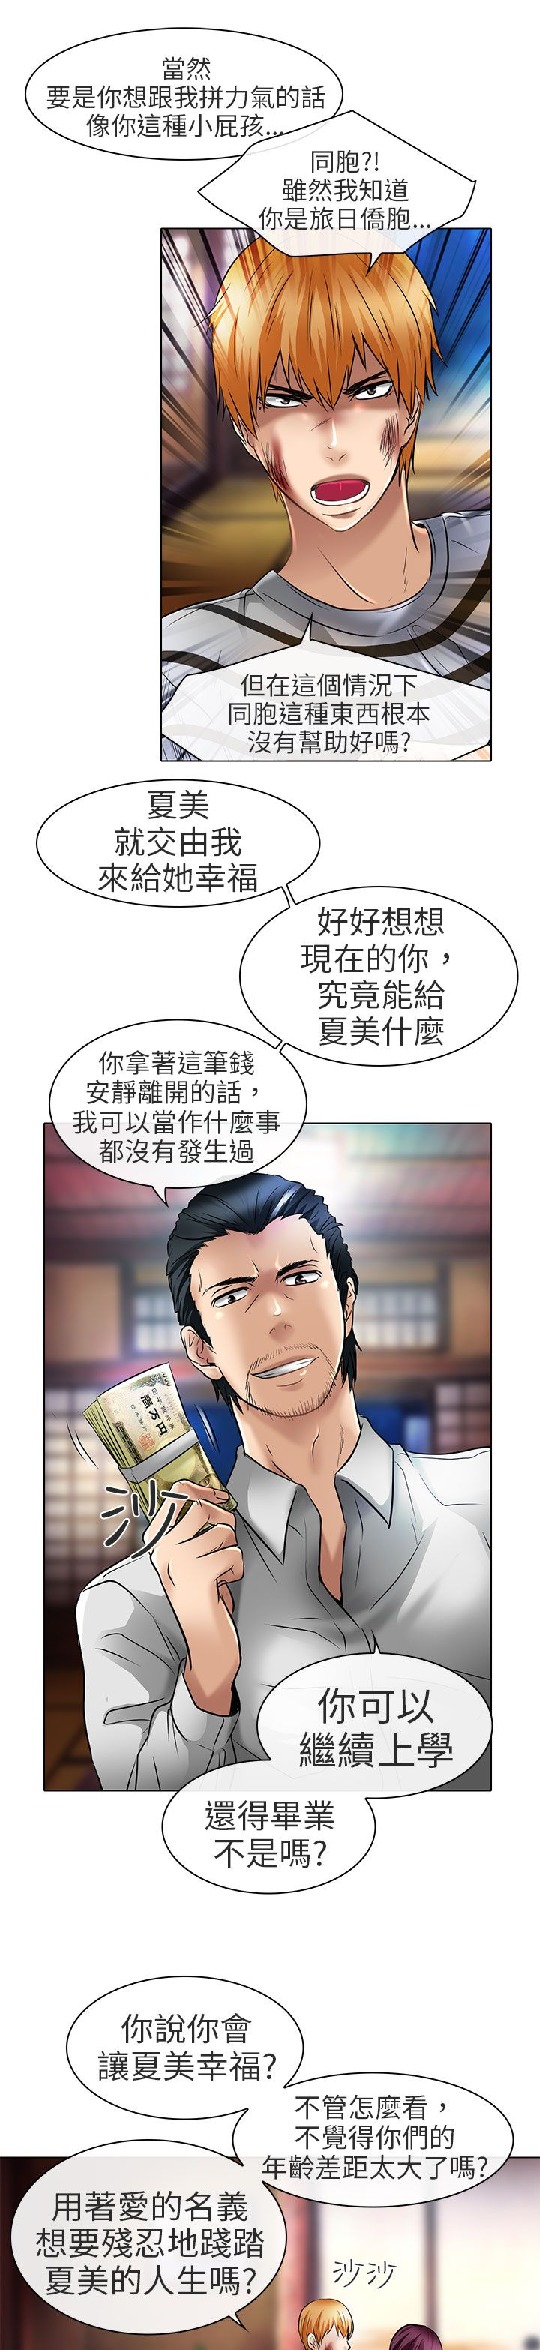 當然
要是你想跟我拼力氣的話
像你這種小屁孩...
同胞?!
雖然我知道
你是旅日僑胞...
但在這個情況下
同胞這種東西根本
沒有幫助好嗎?
夏美
就交由我
來給她幸福
好好想想
現在的你，
究竟能給
夏美什麼
你拿著這筆錢
安靜離開的話，
我可以當作什麼事
都沒有發生過
沙
你可以
繼續上學
還得畢業
不是嗎?
你說你會
讓夏美幸福?
不管怎麼看，
不覺得你們的
年齡差距太大了嗎?
用著愛的名義
想要殘忍地踐踏
夏美的人生嗎?
沙沙